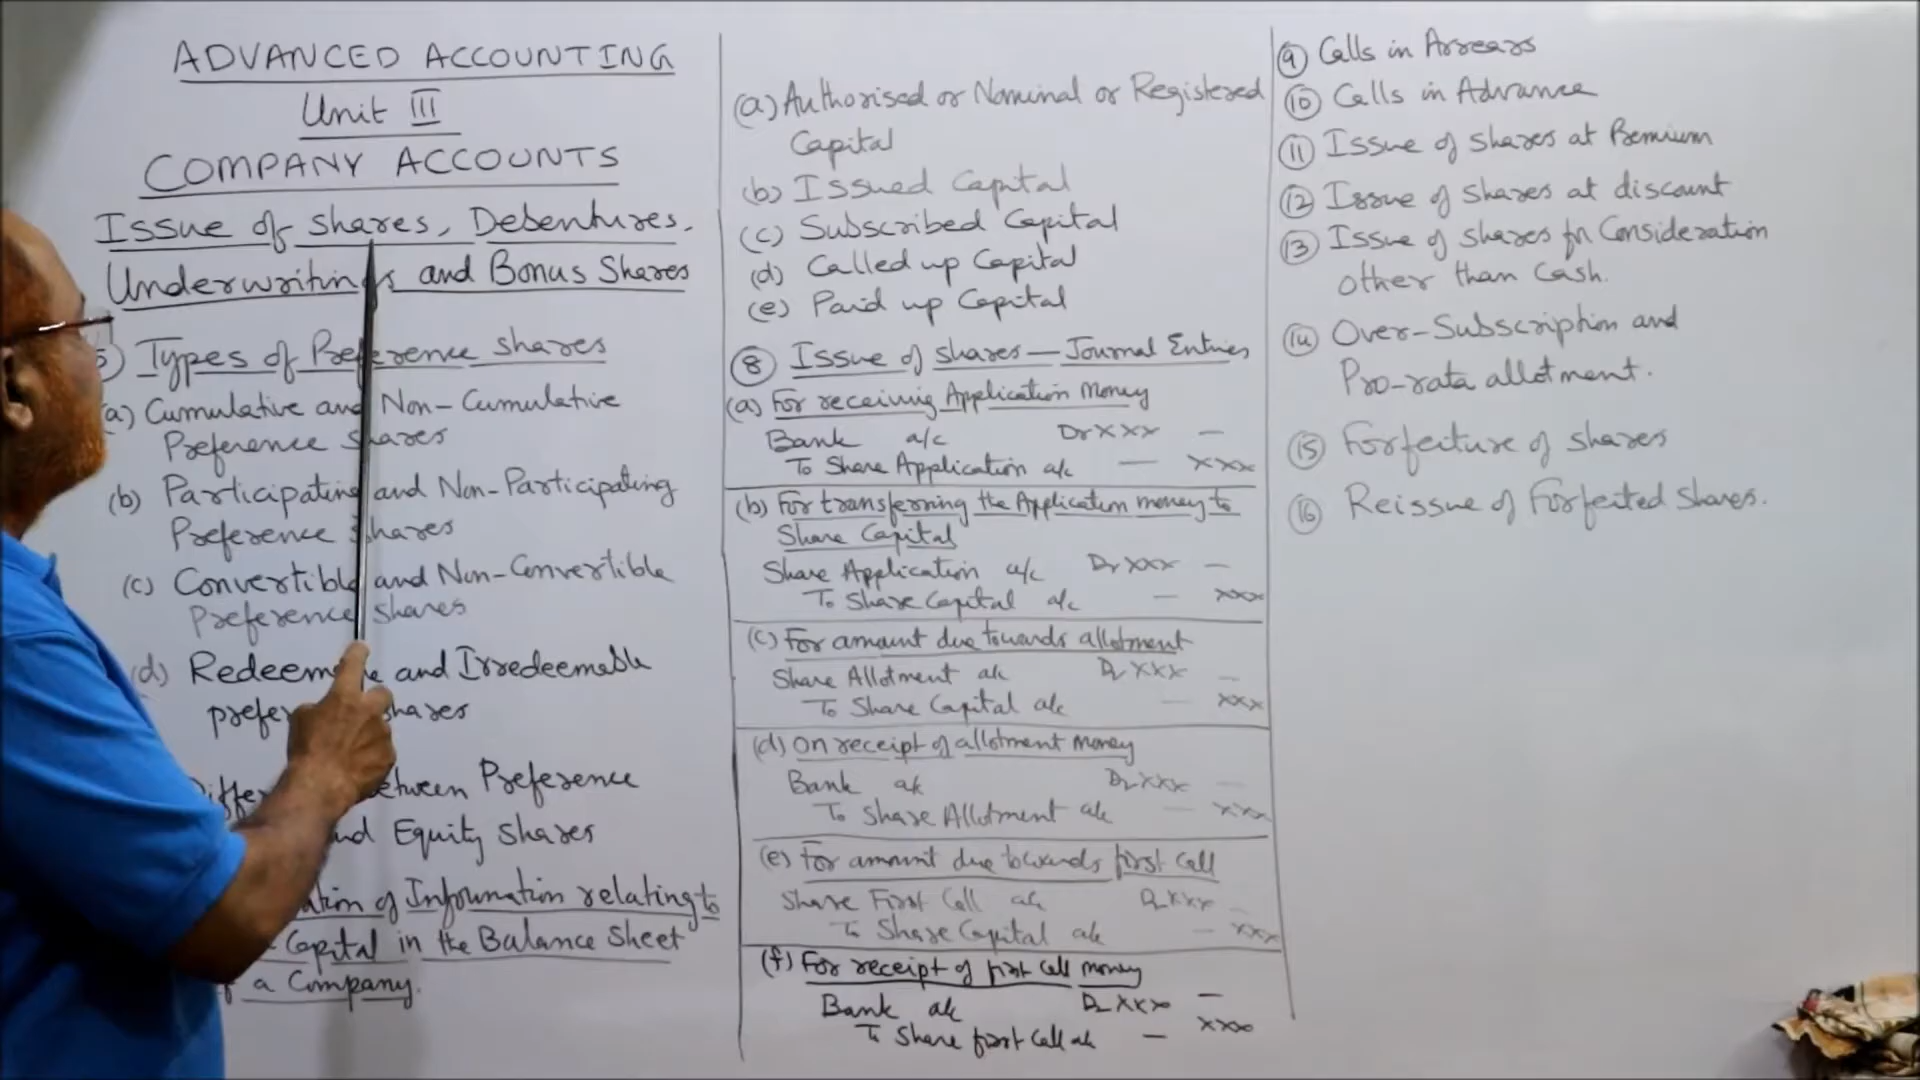 ADVANCED ACCOUNTING
Unit III
COMPANY ACCOUNTS
Issue of shares, Debentures,
Underwritings and Bonus Shares
5) Types of Preference shares
(a) Cumulative and Non-Cumulative
Preference Shares
(b) Participating and Non-Participating
Preference Shares
(c) Convertible and Non-Convertible
Preference shares
(d) Redeemable and Irredeemable
preference shares
Difference between Preference
and Equity shares
of Information relating to
Capital in the Balance Sheet
of a Company.
(a) Authorised or Nominal or Registered
Capital
(b) Issued Capital
(c) Subscribed Capital
(d) Called up Capital
(e) Paid up Capital
(8) Issue of shares — Journal Entries
(a) For receiving Application Money
Bank a/c Dr xxx —
To Share Application a/c — xxx
(b) For transferring the Application money to
Share Capital
Share Application a/c Dr xxx —
To Share Capital a/c — xxx
(c) For amount due towards allotment
Share Allotment a/c Dr xxx —
To Share Capital a/c — xxx
(d) On receipt of allotment Money
Bank a/c Dr xxx —
To Share Allotment a/c — xxx
(e) For amount due towards first call
Share First Call a/c Dr xxx —
To Share Capital a/c — xxx
(f) For receipt of first call money
Bank a/c Dr xxx —
To Share first call a/c — xxx
(9) Calls in Arrears
(10) Calls in Advance
(11) Issue of shares at Premium
(12) Issue of shares at discount
(13) Issue of shares for Consideration
other than Cash.
(14) Over-Subscription and
Pro-rata allotment.
(15) Forfeiture of shares
(16) Reissue of Forfeited Shares.